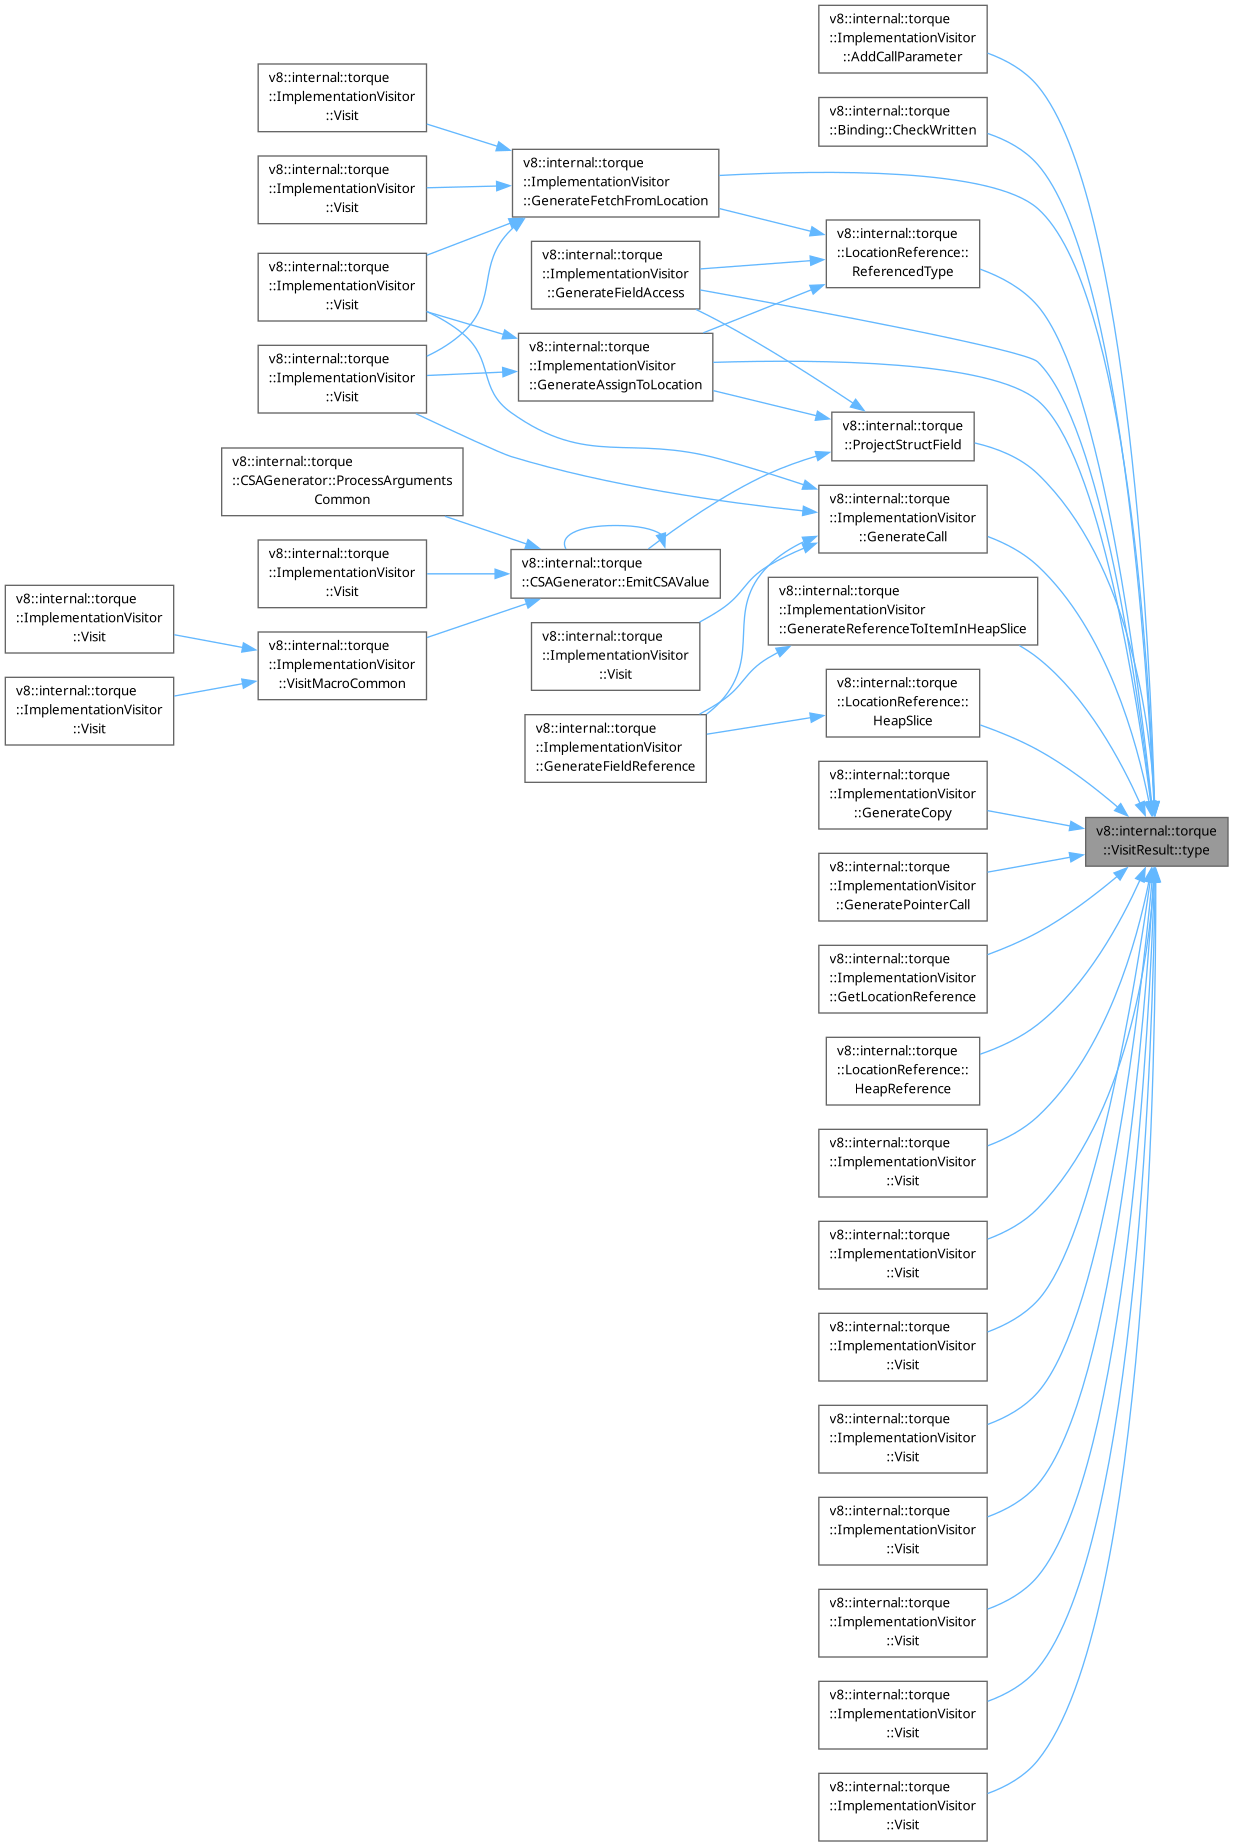 v8::internal::torque
::ImplementationVisitor
::AddCallParameter
v8::internal::torque
::ImplementationVisitor
::Visit
v8::internal::torque
::Binding::CheckWritten
v8::internal::torque
::ImplementationVisitor
::GenerateFetchFromLocation
v8::internal::torque
::ImplementationVisitor
::Visit
v8::internal::torque
::LocationReference::
ReferencedType
v8::internal::torque
::ImplementationVisitor
::GenerateFieldAccess
v8::internal::torque
::ImplementationVisitor
::Visit
v8::internal::torque
::ImplementationVisitor
::GenerateAssignToLocation
v8::internal::torque
::ImplementationVisitor
::Visit
v8::internal::torque
::ProjectStructField
v8::internal::torque
::CSAGenerator::ProcessArguments
Common
v8::internal::torque
::ImplementationVisitor
::GenerateCall
v8::internal::torque
::ImplementationVisitor
::Visit
v8::internal::torque
::CSAGenerator::EmitCSAValue
v8::internal::torque
::ImplementationVisitor
::GenerateReferenceToItemInHeapSlice
v8::internal::torque
::ImplementationVisitor
::Visit
v8::internal::torque
::ImplementationVisitor
::VisitMacroCommon
v8::internal::torque
::ImplementationVisitor
::Visit
v8::internal::torque
::ImplementationVisitor
::Visit
v8::internal::torque
::LocationReference::
HeapSlice
v8::internal::torque
::ImplementationVisitor
::GenerateFieldReference
v8::internal::torque
::ImplementationVisitor
::GenerateCopy
v8::internal::torque
::VisitResult::type
v8::internal::torque
::ImplementationVisitor
::GeneratePointerCall
v8::internal::torque
::ImplementationVisitor
::GetLocationReference
v8::internal::torque
::LocationReference::
HeapReference
v8::internal::torque
::ImplementationVisitor
::Visit
v8::internal::torque
::ImplementationVisitor
::Visit
v8::internal::torque
::ImplementationVisitor
::Visit
v8::internal::torque
::ImplementationVisitor
::Visit
v8::internal::torque
::ImplementationVisitor
::Visit
v8::internal::torque
::ImplementationVisitor
::Visit
v8::internal::torque
::ImplementationVisitor
::Visit
v8::internal::torque
::ImplementationVisitor
::Visit